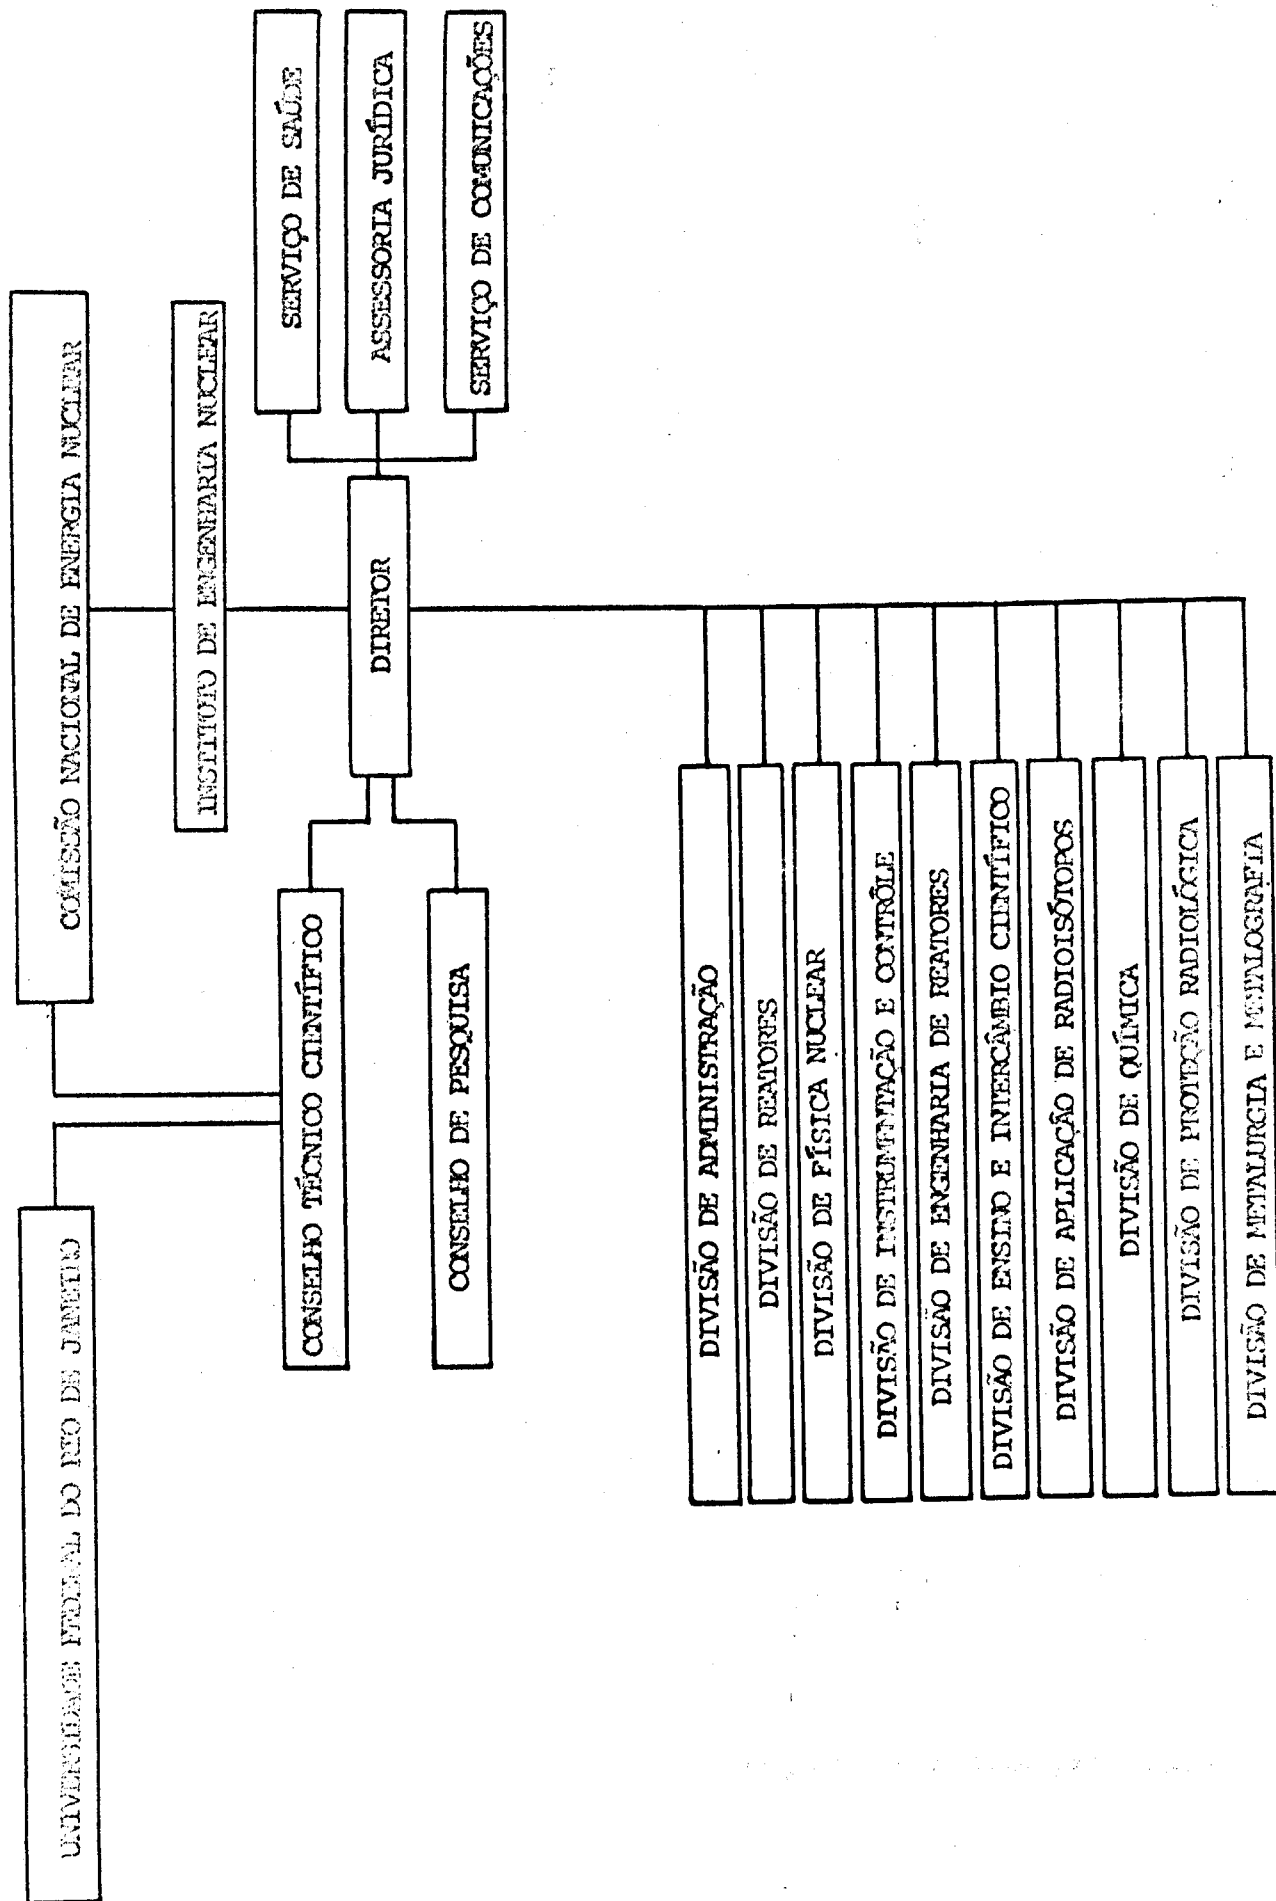 UNIVERSIDADE FEDERAL DO RIO DE JANEIRO
COMISSÃO NACIONAL DE ENERGIA NUCLEAR
INSTITUTO DE ENGENHARIA NUCLEAR
CONSELHO TÉCNICO CIENTÍFICO
CONSELHO DE PESQUISA
DIRETOR
SERVIÇO DE SAÚDE
ASSESSORIA JURÍDICA
SERVIÇO DE COMUNICAÇÕES
DIVISÃO DE ADMINISTRAÇÃO
DIVISÃO DE REATORES
DIVISÃO DE FÍSICA NUCLEAR
DIVISÃO DE INSTRUMENTAÇÃO E CONTRÔLE
DIVISÃO DE ENGENHARIA DE REATORES
DIVISÃO DE ENSINO E INTERCÂMBIO CIENTÍFICO
DIVISÃO DE APLICAÇÃO DE RADIOISÓTOPOS
DIVISÃO DE QUÍMICA
DIVISÃO DE PROTEÇÃO RADIOLÓGICA
DIVISÃO DE METALURGIA E METALOGRAFIA